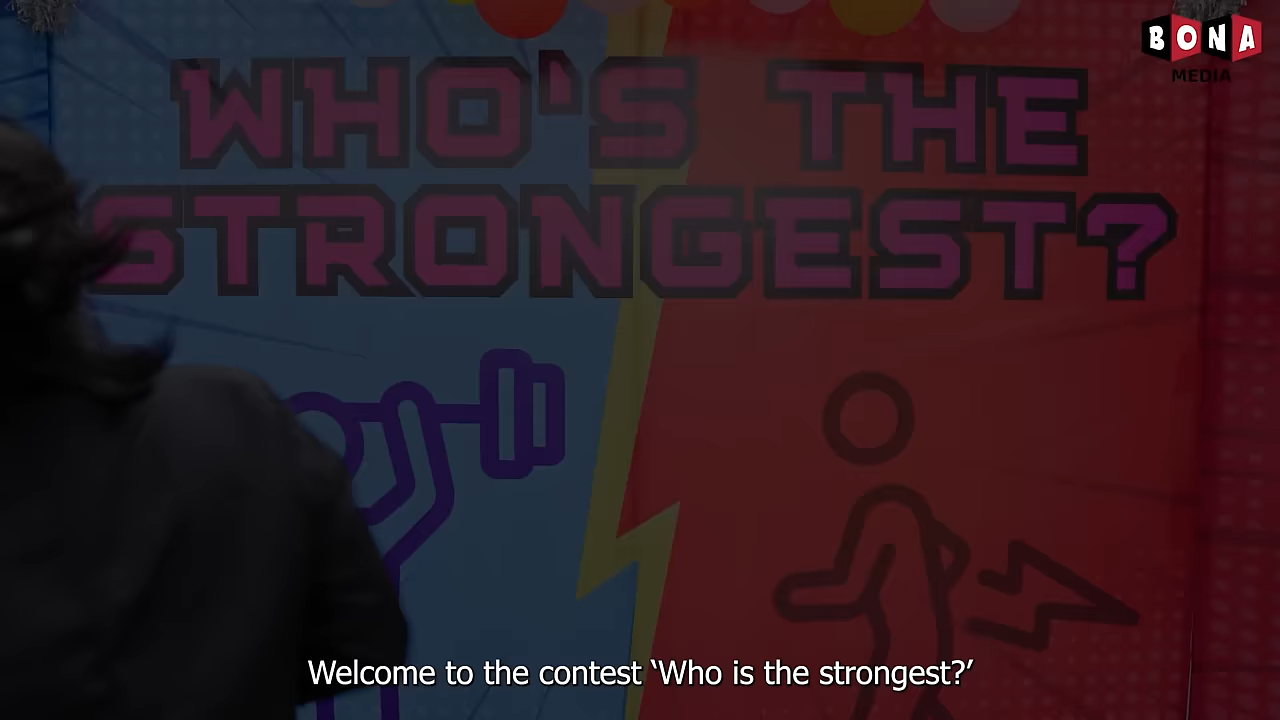 BONA
MEDIA
WHO'S THE
STRONGEST?
Welcome to the contest ‘Who is the strongest?’